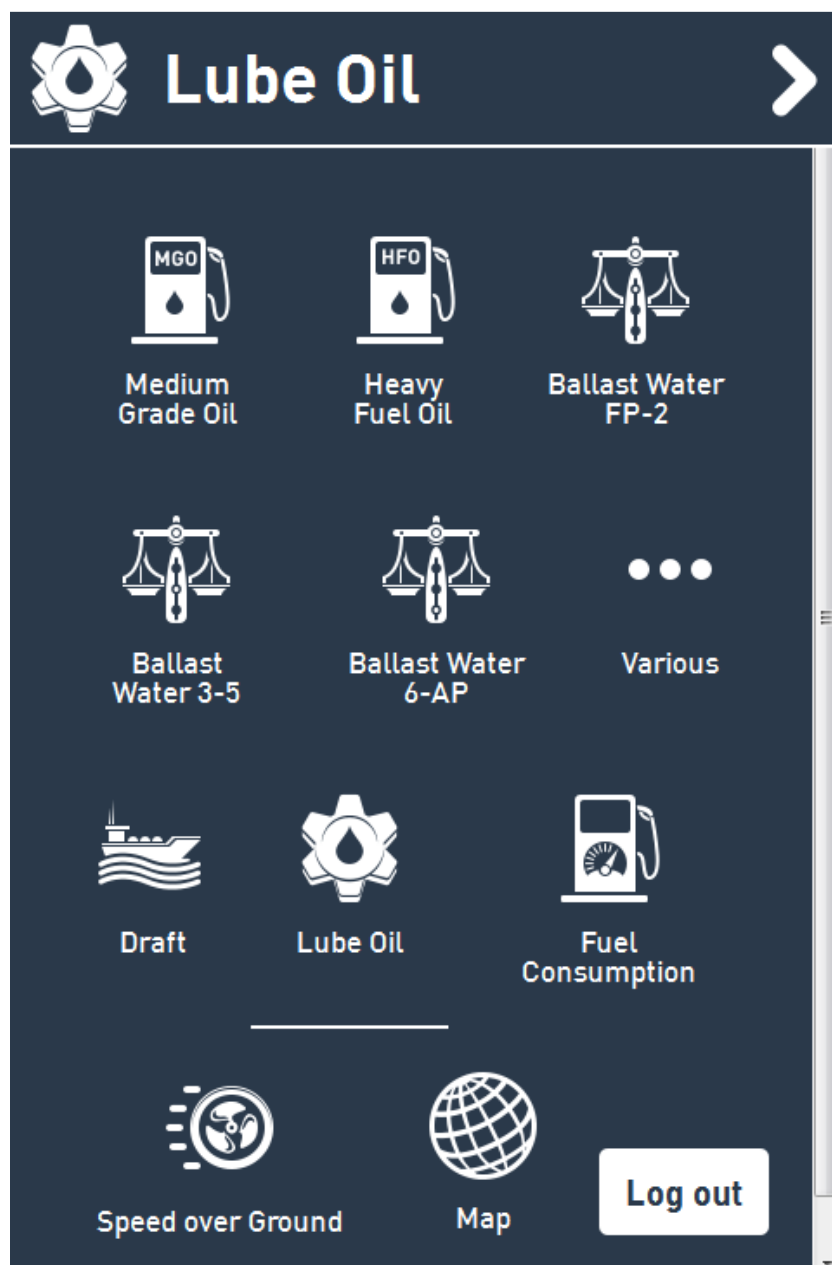 Lube Oil
MGO
HFO
Medium
Grade Oil
Heavy
Fuel Oil
Ballast Water
FP-2
Ballast
Water 3-5
Ballast Water
6-AP
Various
Draft
Lube Oil
Fuel
Consumption
Speed over Ground
Map
Log out